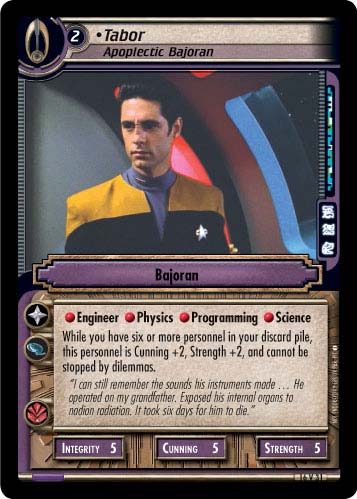 2
•Tabor
Apoplectic Bajoran
Bajoran
Engineer Physics Programming Science
While you have six or more personnel in your discard pile,
this personnel is Cunning +2, Strength +2, and cannot be
stopped by dilemmas.
"I can still remember the sounds his instruments made … He
operated on my grandfather. Exposed his internal organs to
nadion radiation. It took six days for him to die."
INTEGRITY 5
CUNNING 5
STRENGTH 5
16 V 51